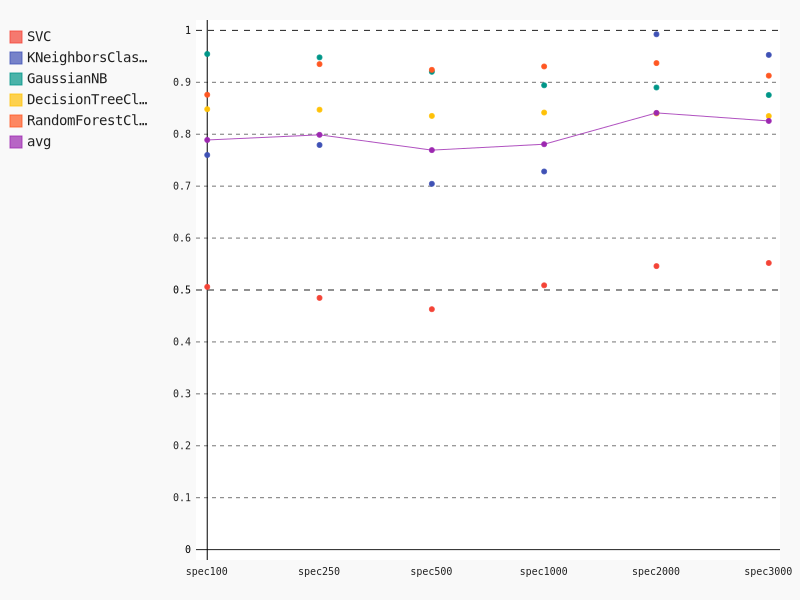 SVC
KNeighborsClas…
GaussianNB
DecisionTreeCl…
RandomForestCl…
avg
1
0.9
0.8
0.7
0.6
0.5
0.4
0.3
0.2
0.1
0
spec100 spec250 spec500 spec1000 spec2000 spec3000